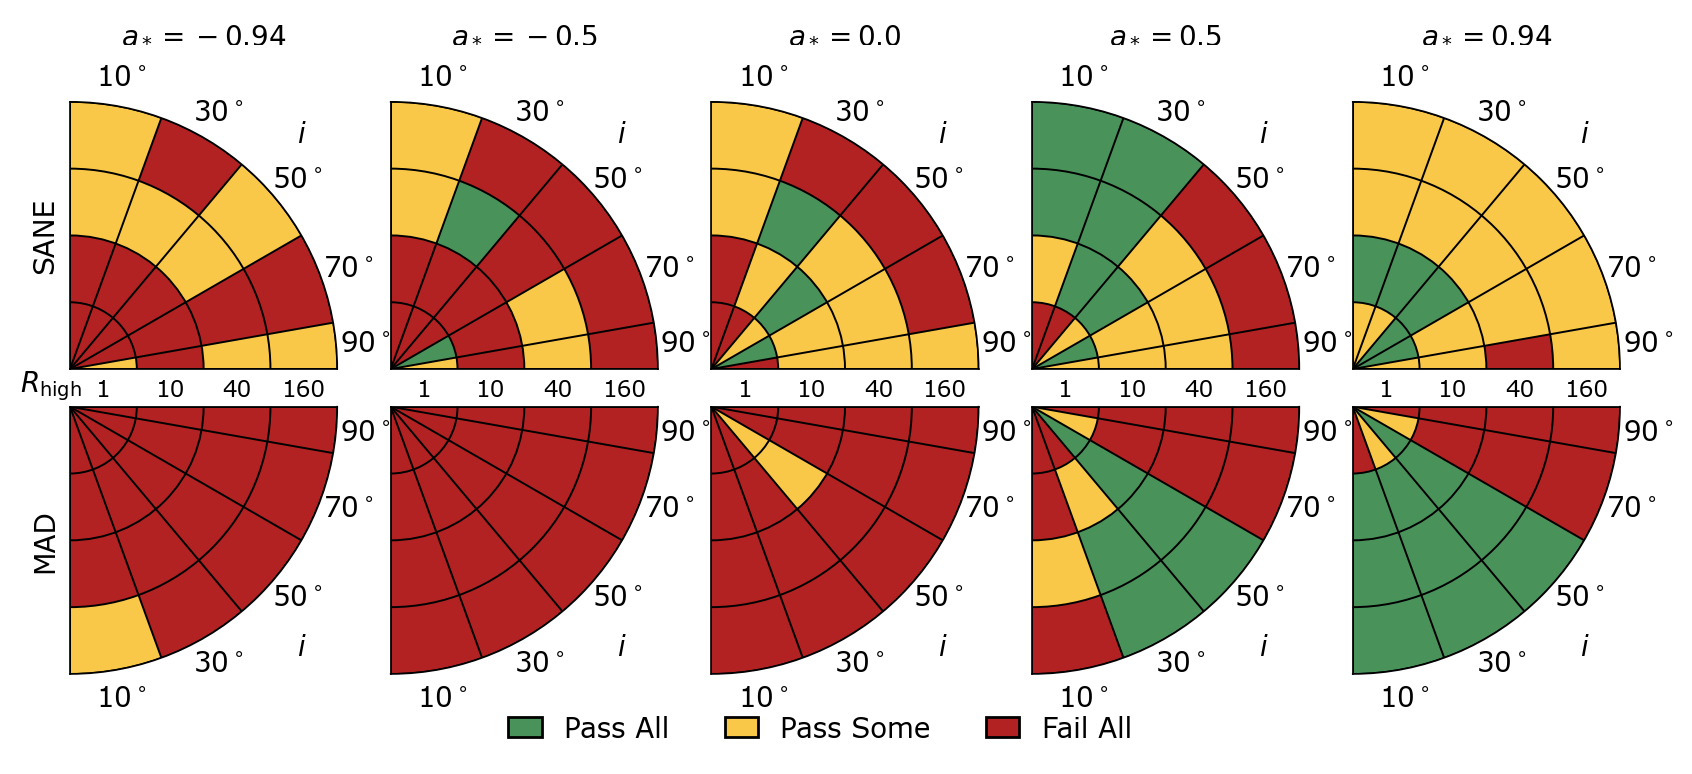 a* = −0.94 a* = −0.5 a* = 0.0 a* = 0.5 a* = 0.94
10° 10° 10° 10° 10°
30° 30° 30° 30° 30°
i i i i i
50° 50° 50° 50° 50°
SANE
70° 70° 70° 70° 70°
90° 90° 90° 90° 90°
R_high 1 10 40 160 1 10 40 160 1 10 40 160 1 10 40 160 1 10 40 160
90° 90° 90° 90° 90°
70° 70° 70° 70° 70°
MAD
50° 50° 50° 50° 50°
i i i i i
30° 30° 30° 30° 30°
10° 10° 10° 10° 10°
Pass All Pass Some Fail All